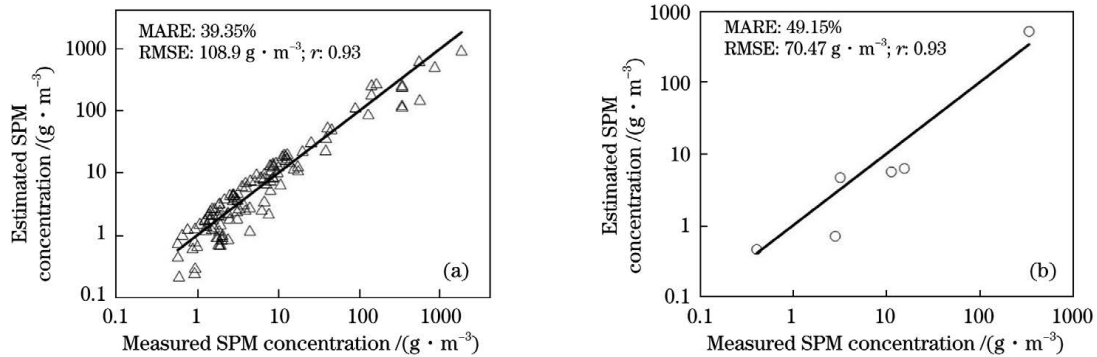 MARE: 39.35%
RMSE: 108.9 g · m⁻³; r: 0.93
1000
100
10
1
0.1
Estimated SPM
concentration /(g · m⁻³)
(a)
0.1 1 10 100 1000
Measured SPM concentration /(g · m⁻³)
MARE: 49.15%
RMSE: 70.47 g · m⁻³; r: 0.93
1000
100
10
1
0.1
Estimated SPM
concentration /(g · m⁻³)
(b)
0.1 1 10 100 1000
Measured SPM concentration /(g · m⁻³)